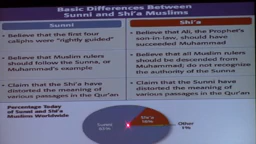 Basic Differences Between
Sunni and Shi'a Muslims
Sunni
• Believe that the first four
caliphs were "rightly guided"
• Believe that Muslim rulers
should follow the Sunna, or
Muhammad's example
• Claim that the Shi'a have
distorted the meaning of
various passages in the Qur'an
Shi'a
• Believe that Ali, the Prophet's
son-in-law, should have
succeeded Muhammad
• Believe that all Muslim rulers
should be descended from
Muhammad; do not recognize
the authority of the Sunna
• Claim that the Sunni have
distorted the meaning of
various passages in the Qur'an
Percentage Today
of Sunni and Shi'a
Muslims Worldwide
Shi'a
Sunni
Other
1%